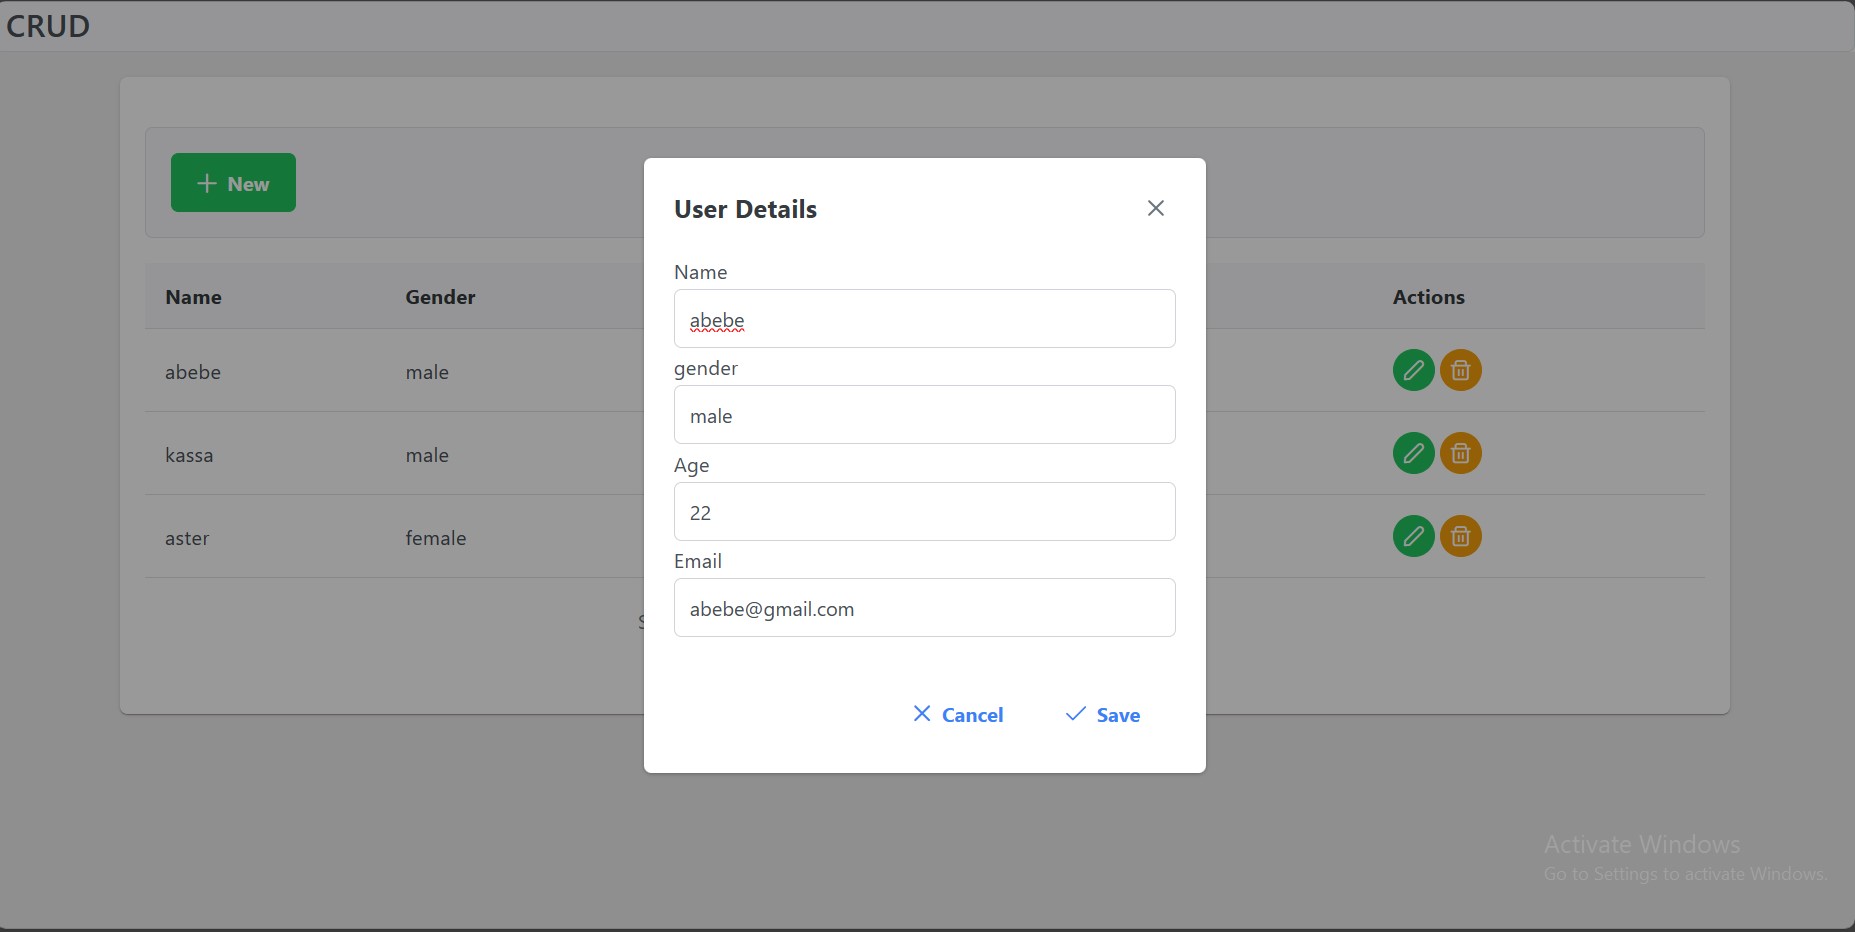 CRUD
New
Name Gender Actions
abebe male
kassa male
aster female
User Details
Name
abebe
gender
male
Age
22
Email
abebe@gmail.com
Cancel Save
Activate Windows
Go to Settings to activate Windows.